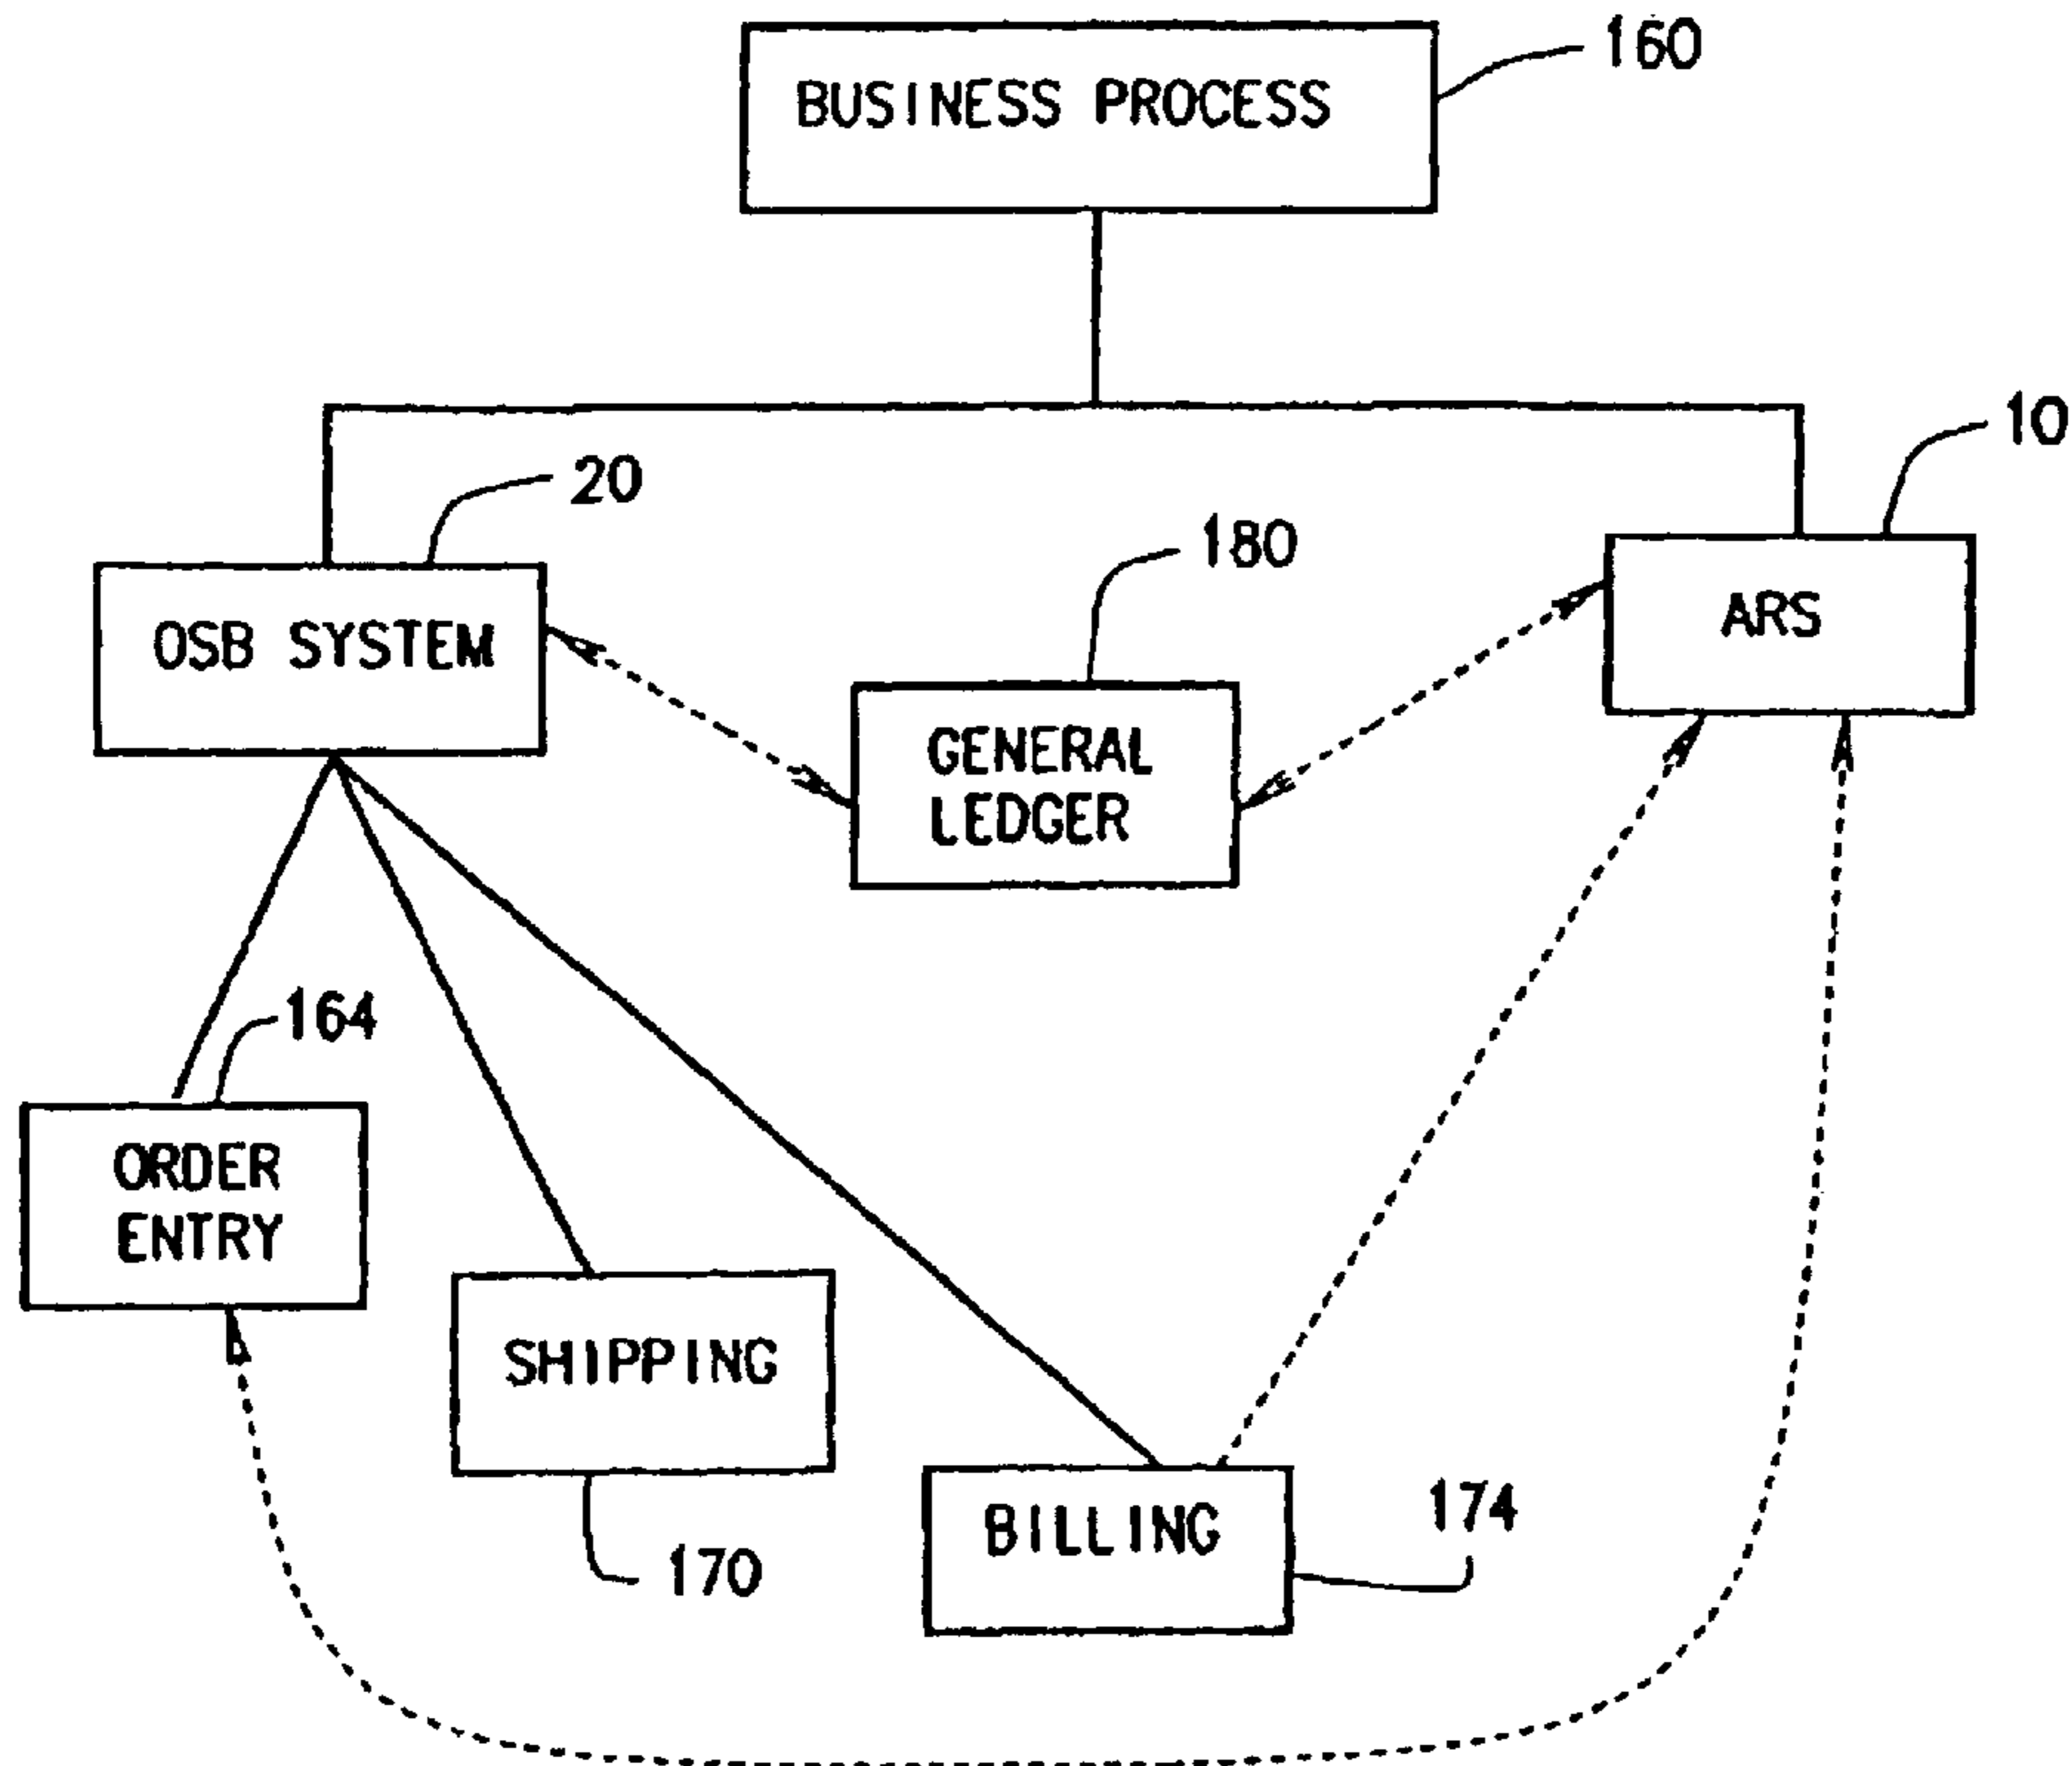 BUSINESS PROCESS
160
10
20
180
OSB SYSTEM
ARS
GENERAL
LEDGER
164
ORDER
ENTRY
SHIPPING
170
BILLING
174